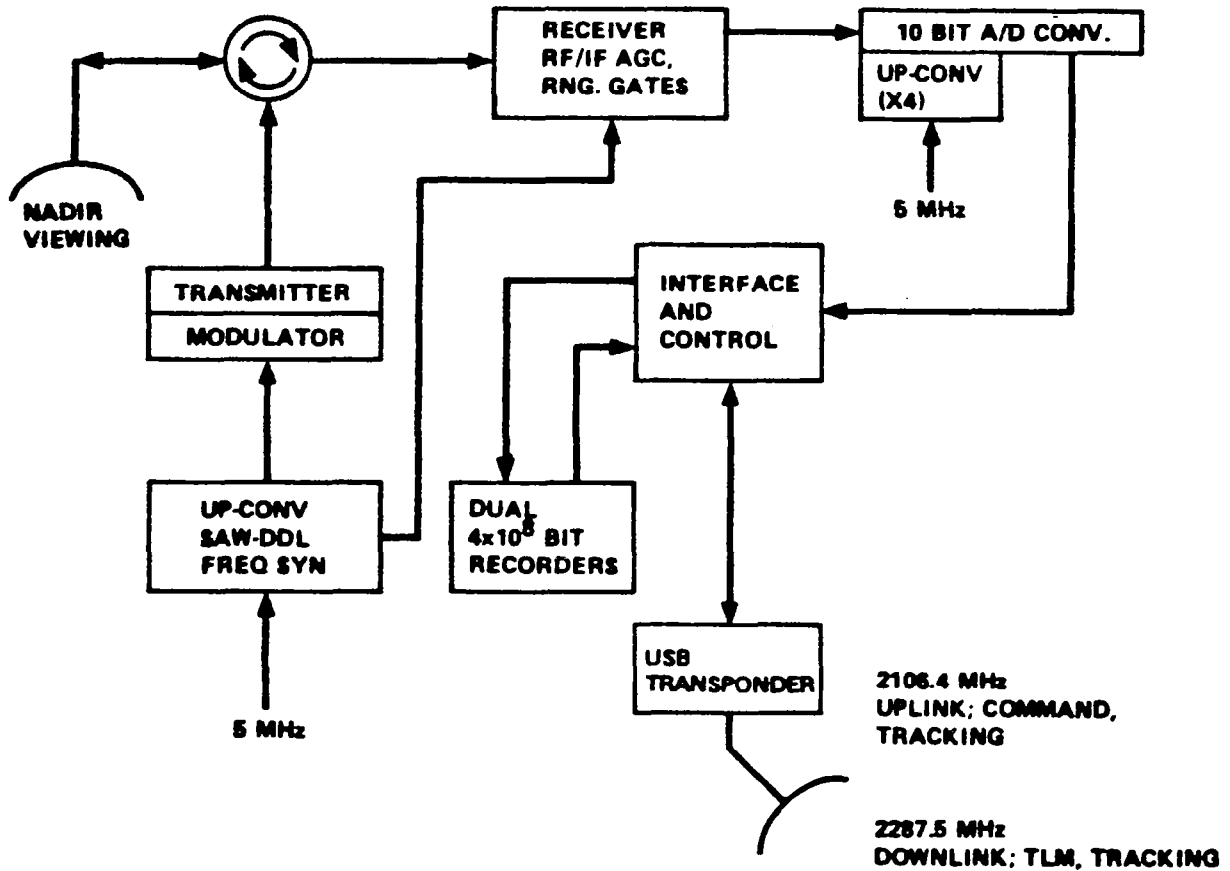 RECEIVER
RF/IF AGC,
RNG. GATES
10 BIT A/D CONV.
UP-CONV
(X4)
5 MHz
NADIR
VIEWING
TRANSMITTER
MODULATOR
INTERFACE
AND
CONTROL
UP-CONV
SAW-DDL
FREQ SYN
5 MHz
DUAL
4x10⁸ BIT
RECORDERS
USB
TRANSPONDER
2106.4 MHz
UPLINK; COMMAND,
TRACKING
2287.5 MHz
DOWNLINK; TLM, TRACKING